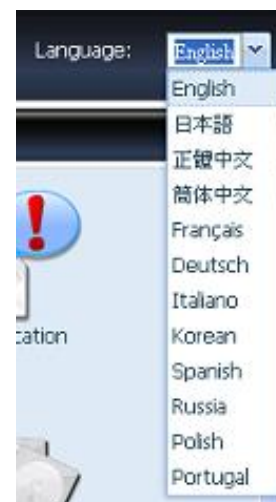 Language: English
English
日本語
正體中文
简体中文
Français
Deutsch
cation
Italiano
Korean
Spanish
Russia
Polish
Portugal